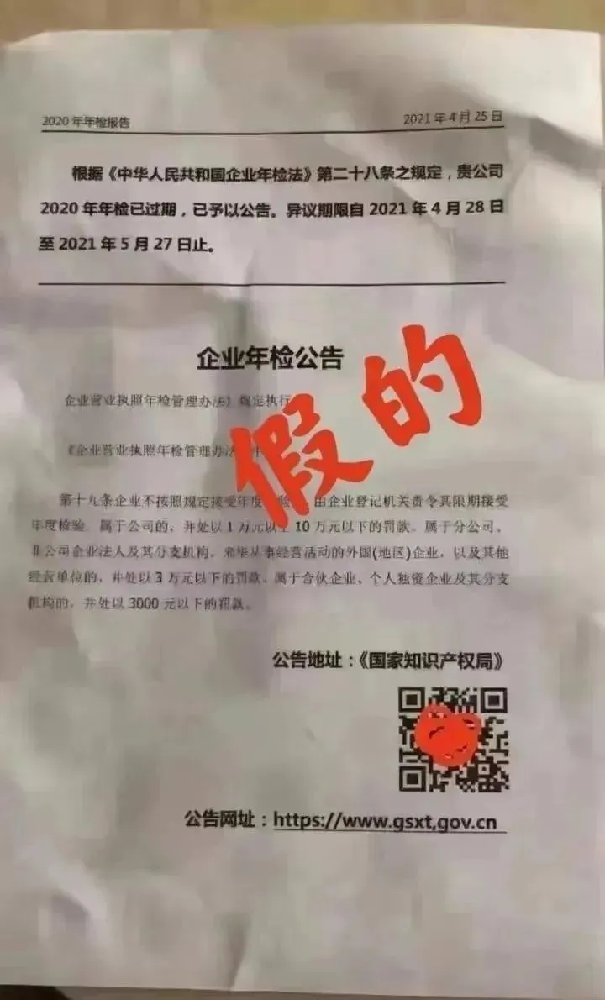 2020 年年检报告
2021 年 4 月 25 日
根据《中华人民共和国企业年检法》第二十八条之规定，贵公司
2020 年年检已过期，已予以公告。异议期限自 2021 年 4 月 28 日
至 2021 年 5 月 27 日止。
企业年检公告
假的
企业营业执照年检管理办法》规定执行
《企业营业执照年检管理办法
第十九条企业不按照规定接受年度 验 由企业登记机关责令其限期接受
年度检验。属于公司的，并处以 1 万元以上 10 万元以下的罚款。属于分公司、
非公司企业法人及其分支机构、来华从事经营活动的外国(地区)企业，以及其他
经营单位的，并处以 3 万元以下的罚款。属于合伙企业、个人独资企业及其分支
机构的，并处以 3000 元以下的罚款。
公告地址：《国家知识产权局》
公告网址：https://www.gsxt,gov.cn